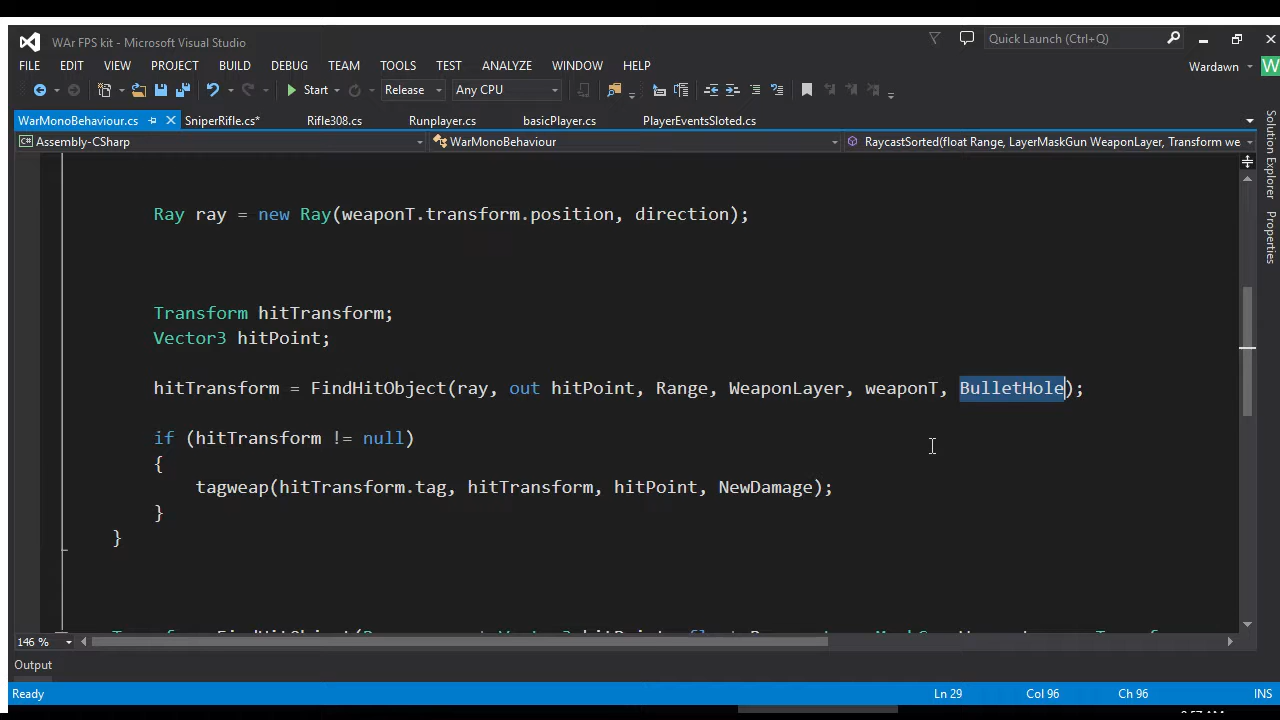 WAr FPS kit - Microsoft Visual Studio
Quick Launch (Ctrl+Q)
FILE EDIT VIEW PROJECT BUILD DEBUG TEAM TOOLS TEST ARCHITECTURE ANALYZE WINDOW HELP
Wardawn W
Start Release Any CPU
WarMonoBehaviour.cs SniperRifle.cs* Rifle308.cs Runplayer.cs basicPlayer.cs PlayerEventsSloted.cs
Assembly-CSharp WarMonoBehaviour RaycastSorted(float Range, LayerMaskGun WeaponLayer, Transform we
Solution Explorer
Properties
Ray ray = new Ray(weaponT.transform.position, direction);
Transform hitTransform;
Vector3 hitPoint;
hitTransform = FindHitObject(ray, out hitPoint, Range, WeaponLayer, weaponT, BulletHole);
if (hitTransform != null)
{
tagweap(hitTransform.tag, hitTransform, hitPoint, NewDamage);
}
}
146 %
Output
Ready Ln 29 Col 96 Ch 96 INS